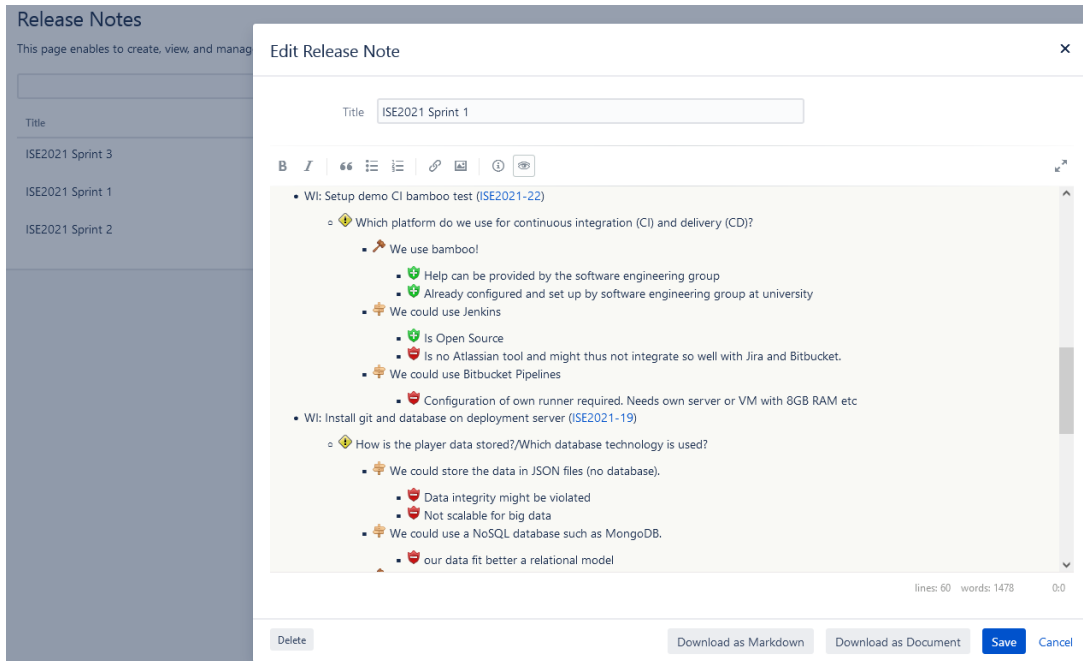 Release Notes
This page enables to create, view, and manag
Title
ISE2021 Sprint 3
ISE2021 Sprint 1
ISE2021 Sprint 2
Edit Release Note
Title
ISE2021 Sprint 1
B I
WI: Setup demo CI bamboo test (ISE2021-22)
Which platform do we use for continuous integration (CI) and delivery (CD)?
We use bamboo!
Help can be provided by the software engineering group
Already configured and set up by software engineering group at university
We could use Jenkins
Is Open Source
Is no Atlassian tool and might thus not integrate so well with Jira and Bitbucket.
We could use Bitbucket Pipelines
Configuration of own runner required. Needs own server or VM with 8GB RAM etc
WI: Install git and database on deployment server (ISE2021-19)
How is the player data stored?/Which database technology is used?
We could store the data in JSON files (no database).
Data integrity might be violated
Not scalable for big data
We could use a NoSQL database such as MongoDB.
our data fit better a relational model
lines: 60 words: 1478 0:0
Delete
Download as Markdown
Download as Document
Save
Cancel